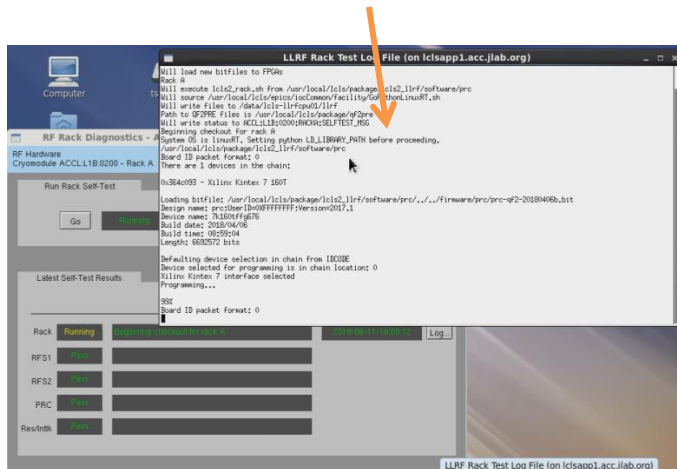 LLRF Rack Test Log File (on lclsapp1.acc.jlab.org)
Will load new bitfiles to FPGAs
Rack A
Will execute lcls2_rack.sh from /usr/local/lcls/package/lcls2_llrf/software/prc
Will source /usr/local/lcls/epics/iocCommon/facility/GoPythonLinuxRT.sh
Will write files to /data/lcls-llrfcpu01/llrf
Path to QF2PRE files is /usr/local/lcls/package/qf2pre
Will write status to ACCL:L1B:0200:RACKA:SELFTEST_MSG
Beginning checkout for rack A
System OS is linuxRT. Setting python LD_LIBRARY_PATH before proceeding.
/usr/local/lcls/package/lcls2_llrf/software/prc
Board ID packet format: 0
There are 1 devices in the chain:
0x364c093 - Xilinx Kintex 7 160T
Loading bitfile: /usr/local/lcls/package/lcls2_llrf/software/prc/../../firmware/prc/prc-qf2-20180406b.bit
Design name: prc;UserID=0XFFFFFFFF;Version=2017.1
Device name: 7k160tffg676
Build date: 2018/04/06
Build time: 08:59:04
Length: 6692572 bits
Defaulting device selection in chain from IDCODE
Device selected for programming is in chain location: 0
Xilinx Kintex 7 interface selected
Programming...
99%
Board ID packet format: 0
Computer
ts
RF Rack Diagnostics - A
RF Hardware
Cryomodule ACCL:L1B:0200 - Rack A
Run Rack Self-Test
Go
Running
Latest Self-Test Results
Rack Running Beginning checkout for rack A Log...
RFS1 Pass
RFS2 Pass
PRC Pass
Res/Intlk Pass
LLRF Rack Test Log File (on lclsapp1.acc.jlab.org)